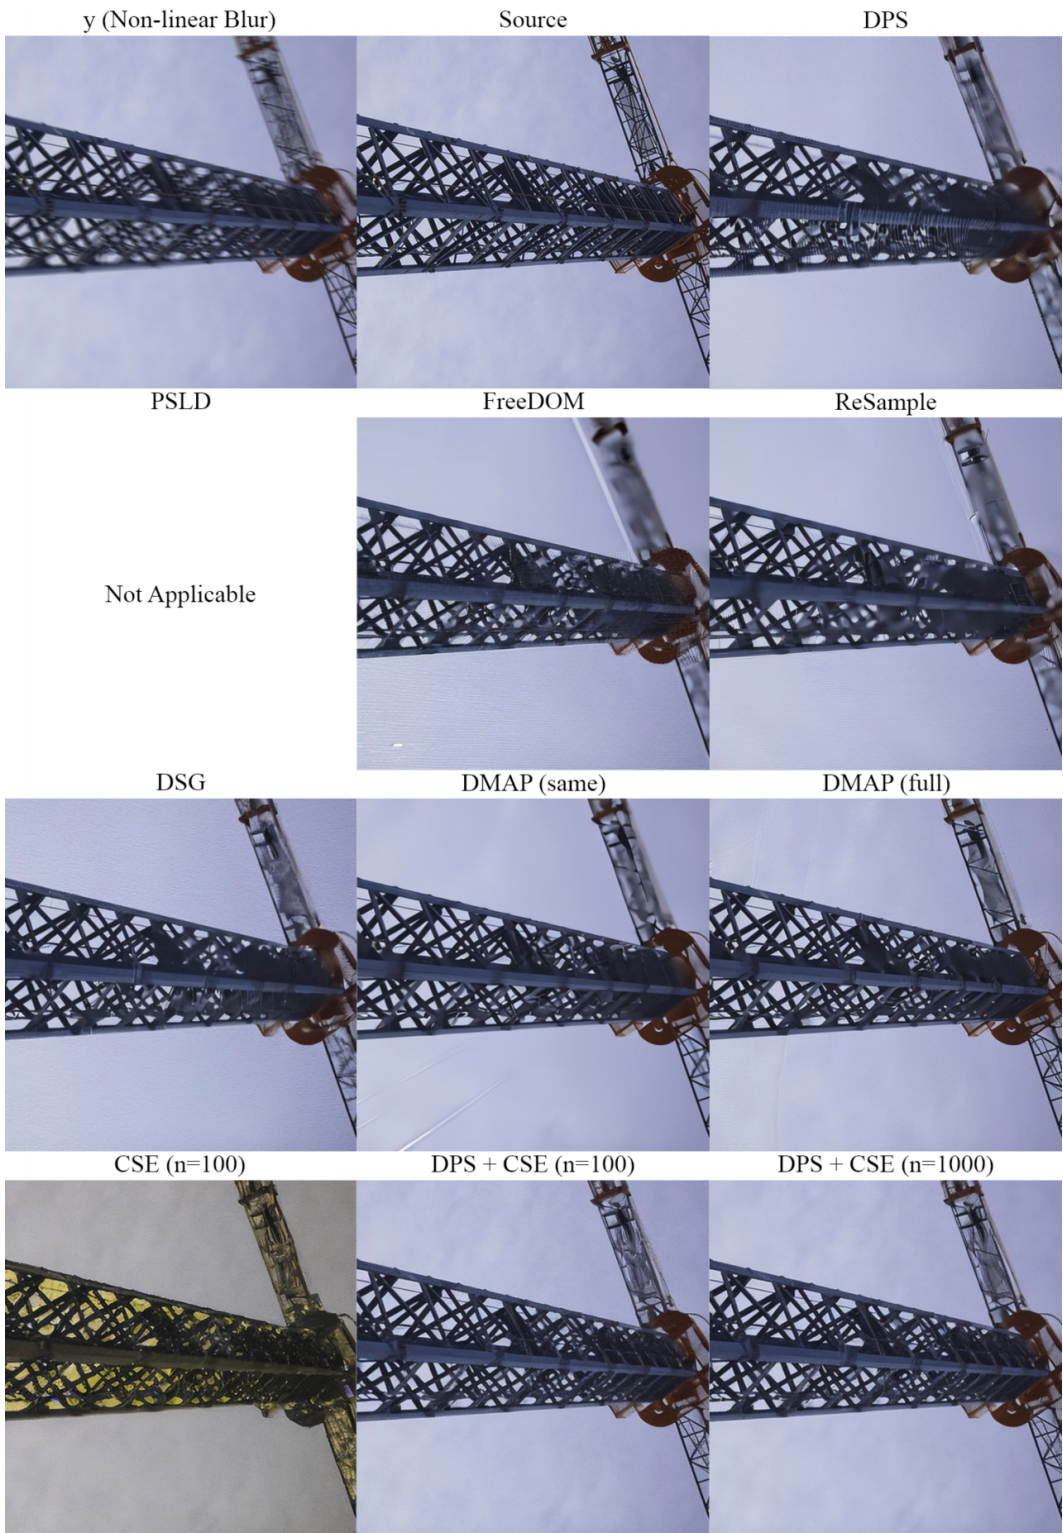 y (Non-linear Blur)
Source
DPS
PSLD
FreeDOM
ReSample
Not Applicable
DSG
DMAP (same)
DMAP (full)
CSE (n=100)
DPS + CSE (n=100)
DPS + CSE (n=1000)